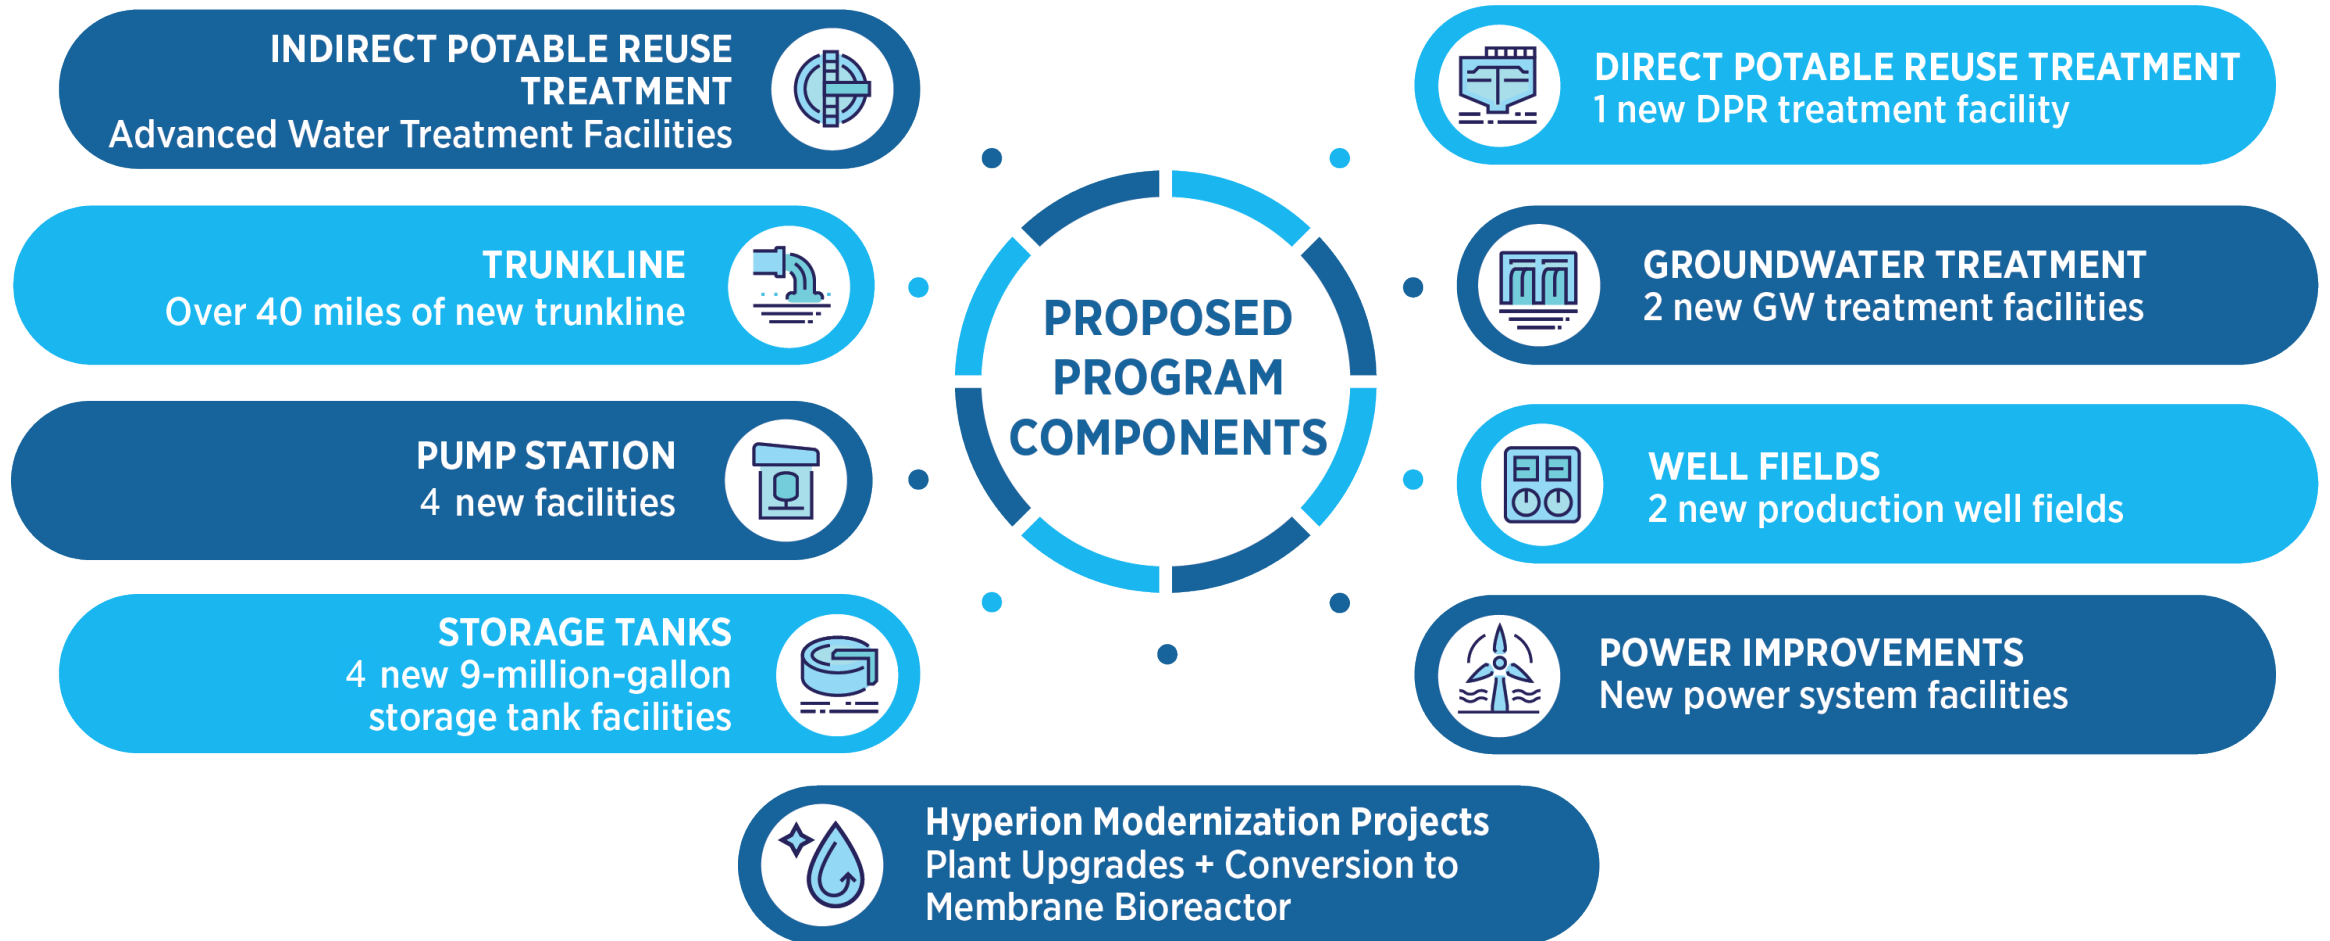 INDIRECT POTABLE REUSE
TREATMENT
Advanced Water Treatment Facilities
TRUNKLINE
Over 40 miles of new trunkline
PUMP STATION
4 new facilities
STORAGE TANKS
4 new 9-million-gallon
storage tank facilities
PROPOSED
PROGRAM
COMPONENTS
DIRECT POTABLE REUSE TREATMENT
1 new DPR treatment facility
GROUNDWATER TREATMENT
2 new GW treatment facilities
WELL FIELDS
2 new production well fields
POWER IMPROVEMENTS
New power system facilities
Hyperion Modernization Projects
Plant Upgrades + Conversion to
Membrane Bioreactor